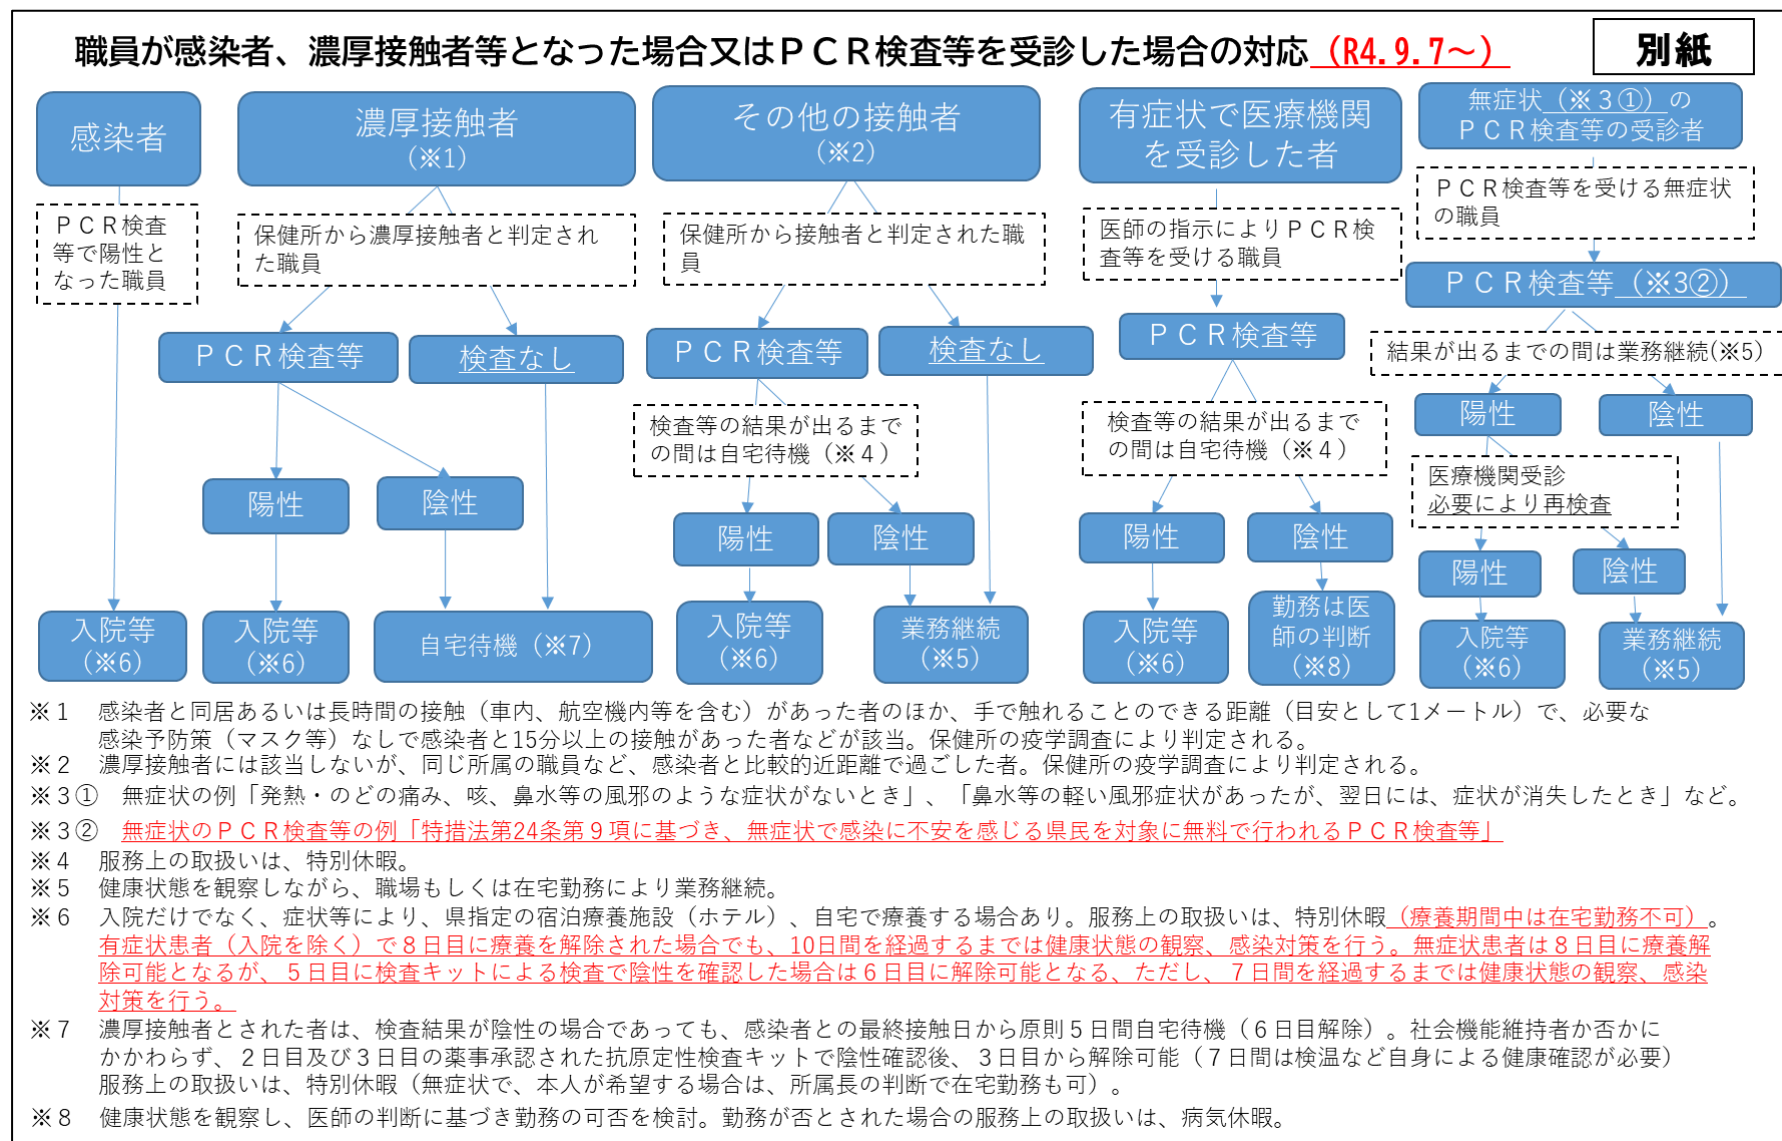 職員が感染者、濃厚接触者等となった場合又はＰＣＲ検査等を受診した場合の対応（R4.9.7～）
別紙
感染者
濃厚接触者
（※1）
その他の接触者
（※2）
有症状で医療機関
を受診した者
無症状（※３①）の
ＰＣＲ検査等の受診者
ＰＣＲ検査
等で陽性と
なった職員
保健所から濃厚接触者と判定され
た職員
保健所から接触者と判定された職
員
医師の指示によりＰＣＲ検
査等を受ける職員
ＰＣＲ検査等を受ける無症状
の職員
ＰＣＲ検査等（※3②）
ＰＣＲ検査等
検査なし
ＰＣＲ検査等
検査なし
ＰＣＲ検査等
結果が出るまでの間は業務継続(※5)
検査等の結果が出るまで
の間は自宅待機（※４）
検査等の結果が出るまで
の間は自宅待機（※４）
陽性
陰性
医療機関受診
必要により再検査
陽性
陰性
陽性
陰性
陽性
陰性
陽性
陰性
入院等
（※6）
入院等
（※6）
自宅待機（※7）
入院等
（※6）
業務継続
（※5）
入院等
（※6）
勤務は医
師の判断
（※8）
入院等
（※6）
業務継続
（※5）
※１　感染者と同居あるいは長時間の接触（車内、航空機内等を含む）があった者のほか、手で触れることのできる距離（目安として1メートル）で、必要な
感染予防策（マスク等）なしで感染者と15分以上の接触があった者などが該当。保健所の疫学調査により判定される。
※２　濃厚接触者には該当しないが、同じ所属の職員など、感染者と比較的近距離で過ごした者。保健所の疫学調査により判定される。
※３①　無症状の例「発熱・のどの痛み、咳、鼻水等の風邪のような症状がないとき」、「鼻水等の軽い風邪症状があったが、翌日には、症状が消失したとき」など。
※３②　無症状のＰＣＲ検査等の例「特措法第24条第９項に基づき、無症状で感染に不安を感じる県民を対象に無料で行われるＰＣＲ検査等」
※４　服務上の取扱いは、特別休暇。
※５　健康状態を観察しながら、職場もしくは在宅勤務により業務継続。
※６　入院だけでなく、症状等により、県指定の宿泊療養施設（ホテル）、自宅で療養する場合あり。服務上の取扱いは、特別休暇（療養期間中は在宅勤務不可）。
有症状患者（入院を除く）で８日目に療養を解除された場合でも、10日間を経過するまでは健康状態の観察、感染対策を行う。無症状患者は８日目に療養解
除可能となるが、５日目に検査キットによる検査で陰性を確認した場合は６日目に解除可能となる、ただし、７日間を経過するまでは健康状態の観察、感染
対策を行う。
※７　濃厚接触者とされた者は、検査結果が陰性の場合であっても、感染者との最終接触日から原則５日間自宅待機（６日目解除）。社会機能維持者か否かに
かかわらず、２日目及び３日目の薬事承認された抗原定性検査キットで陰性確認後、３日目から解除可能（７日間は検温など自身による健康確認が必要）
服務上の取扱いは、特別休暇（無症状で、本人が希望する場合は、所属長の判断で在宅勤務も可）。
※８　健康状態を観察し、医師の判断に基づき勤務の可否を検討。勤務が否とされた場合の服務上の取扱いは、病気休暇。